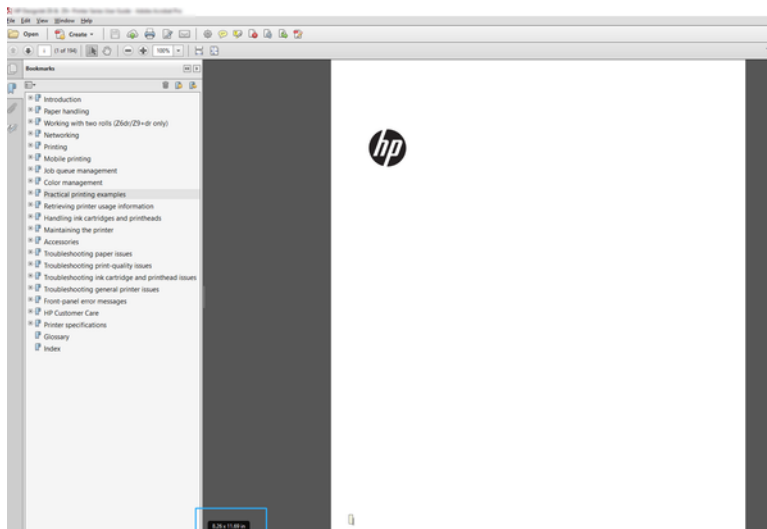 File Edit View Window Help
Open Create
(1 of 194) 100%
Bookmarks
Introduction
Paper handling
Working with two rolls (Z6dr/Z9+dr only)
Networking
Printing
Mobile printing
Job queue management
Color management
Practical printing examples
Retrieving printer usage information
Handling ink cartridges and printheads
Maintaining the printer
Accessories
Troubleshooting paper issues
Troubleshooting print-quality issues
Troubleshooting ink cartridge and printhead issues
Troubleshooting general printer issues
Front-panel error messages
HP Customer Care
Printer specifications
Glossary
Index
hp
8.26 x 11.69 in